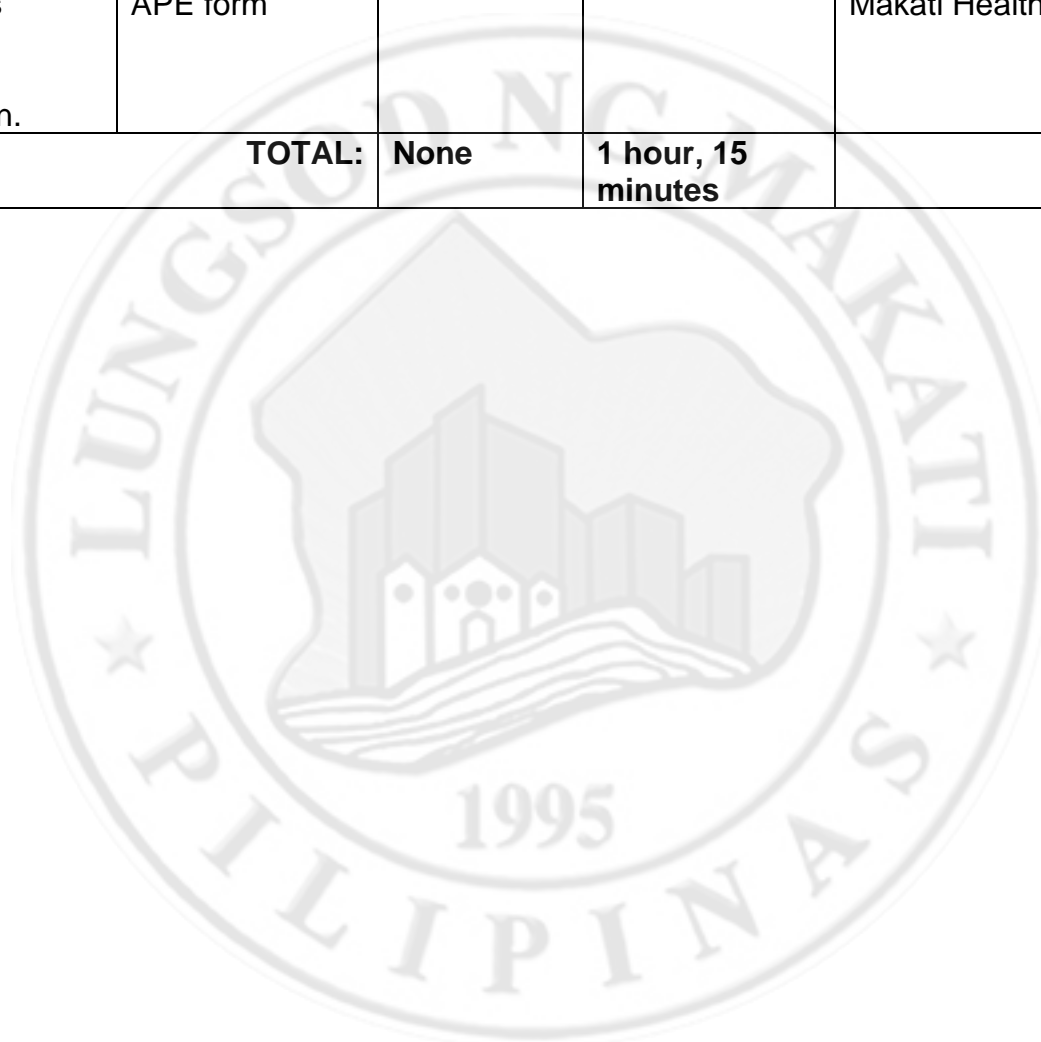 APE form
Makati Health
n.
TOTAL: None 1 hour, 15
minutes
LUNGSOD NG MAKATI
1995
PILIPINAS